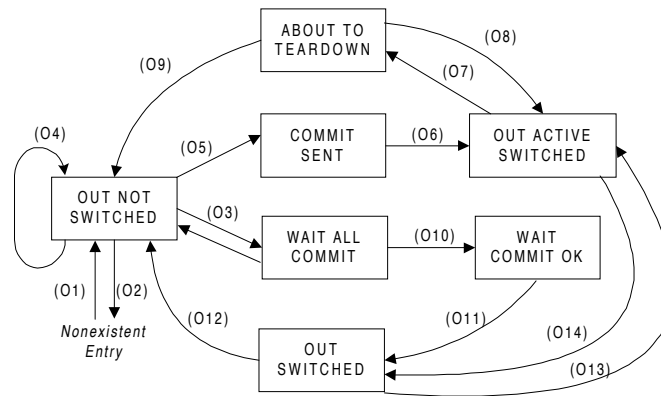 ABOUT TO
TEARDOWN
(O8)
(O9)
(O7)
(O4)
(O5)
COMMIT
SENT
(O6)
OUT ACTIVE
SWITCHED
OUT NOT
SWITCHED
(O3)
WAIT ALL
COMMIT
(O10)
WAIT
COMMIT OK
(O1)
(O2)
(O12)
(O11)
(O14)
Nonexistent
Entry
OUT
SWITCHED
(O13)